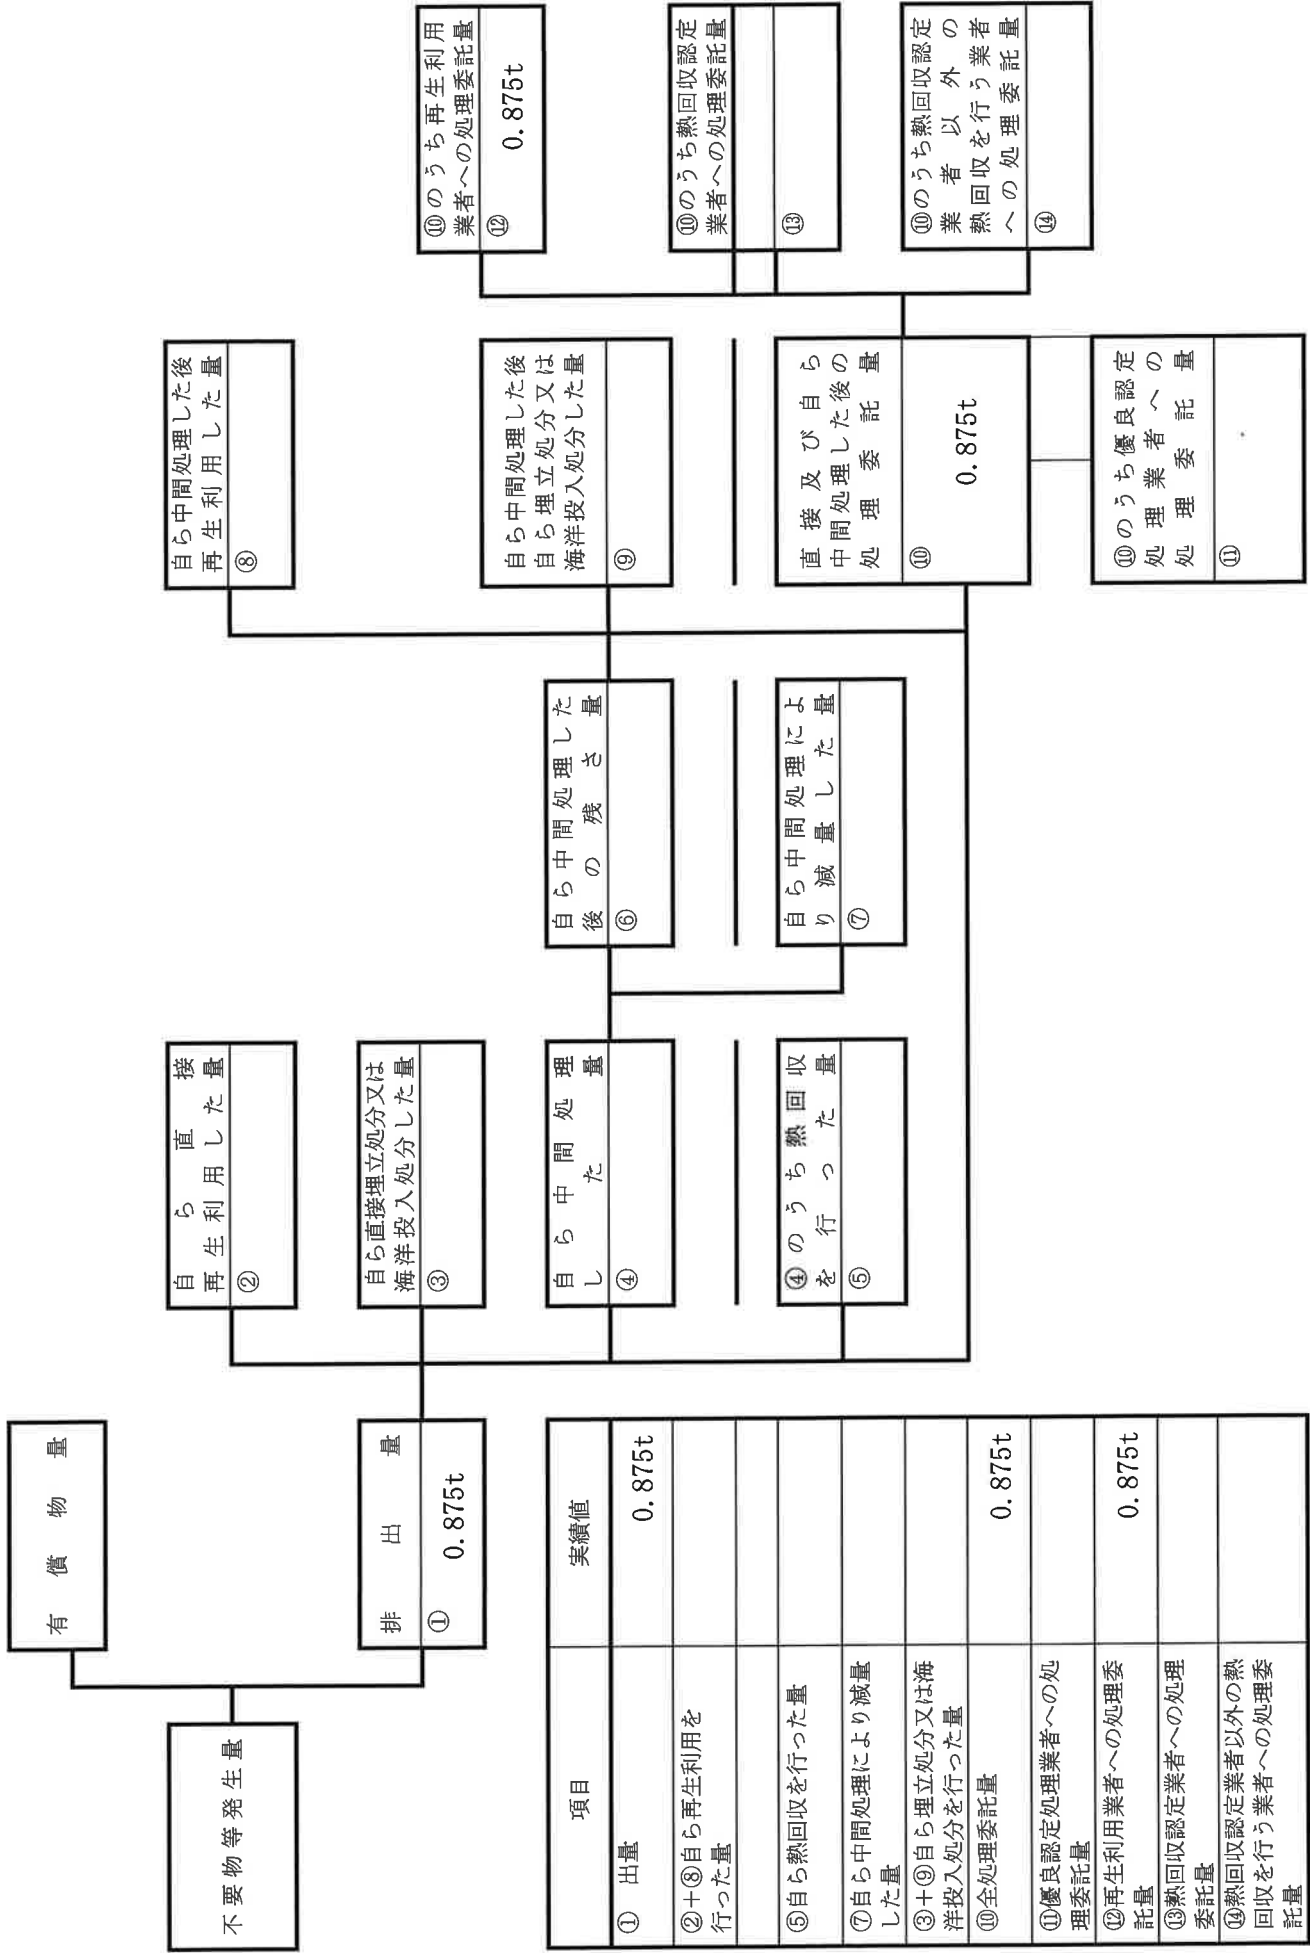 不要物等発生量
有償物量
排出量
① 0.875t
自ら直接
再生利用した量
②
自ら直接埋立処分又は
海洋投入処分した量
③
自ら中間処理
した量
④
④のうち熱回収
を行った量
⑤
自ら中間処理した
後の残さ量
⑥
自ら中間処理によ
り減量した量
⑦
自ら中間処理した後
再生利用した量
⑧
自ら中間処理した後
自ら埋立処分又は
海洋投入処分した量
⑨
直接及び自ら
中間処理した後の
処理委託量
⑩ 0.875t
⑩のうち優良認定
処理業者への
処理委託量
⑪
⑩のうち再生利用
業者への処理委託量
⑫ 0.875t
⑩のうち熱回収認定
業者への処理委託量
⑬
⑩のうち熱回収認定
業者以外の
熱回収を行う業者
への処理委託量
⑭
項目 実績値
① 出量 0.875t
②+⑧自ら再生利用を
行った量
⑤自ら熱回収を行った量
⑦自ら中間処理により減量
した量
③+⑨自ら埋立処分又は海
洋投入処分を行った量
⑩全処理委託量 0.875t
⑪優良認定処理業者への処
理委託量
⑫再生利用業者への処理委
託量 0.875t
⑬熱回収認定業者への処理
委託量
⑭熱回収認定業者以外の熱
回収を行う業者への処理委
託量